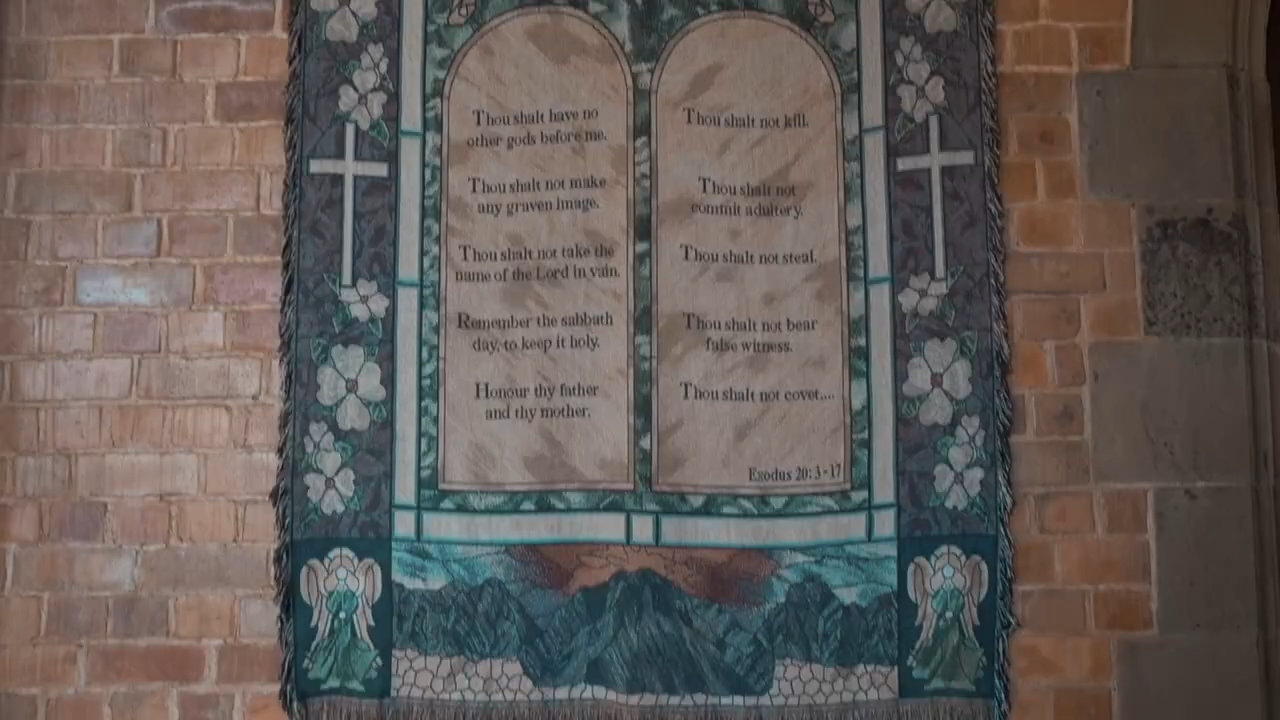 Thou shalt have no
other gods before me.
Thou shalt not make
any graven image.
Thou shalt not take the
name of the Lord in vain.
Remember the sabbath
day, to keep it holy.
Honour thy father
and thy mother.
Thou shalt not kill.
Thou shalt not
commit adultery.
Thou shalt not steal.
Thou shalt not bear
false witness.
Thou shalt not covet....
Exodus 20:3-17